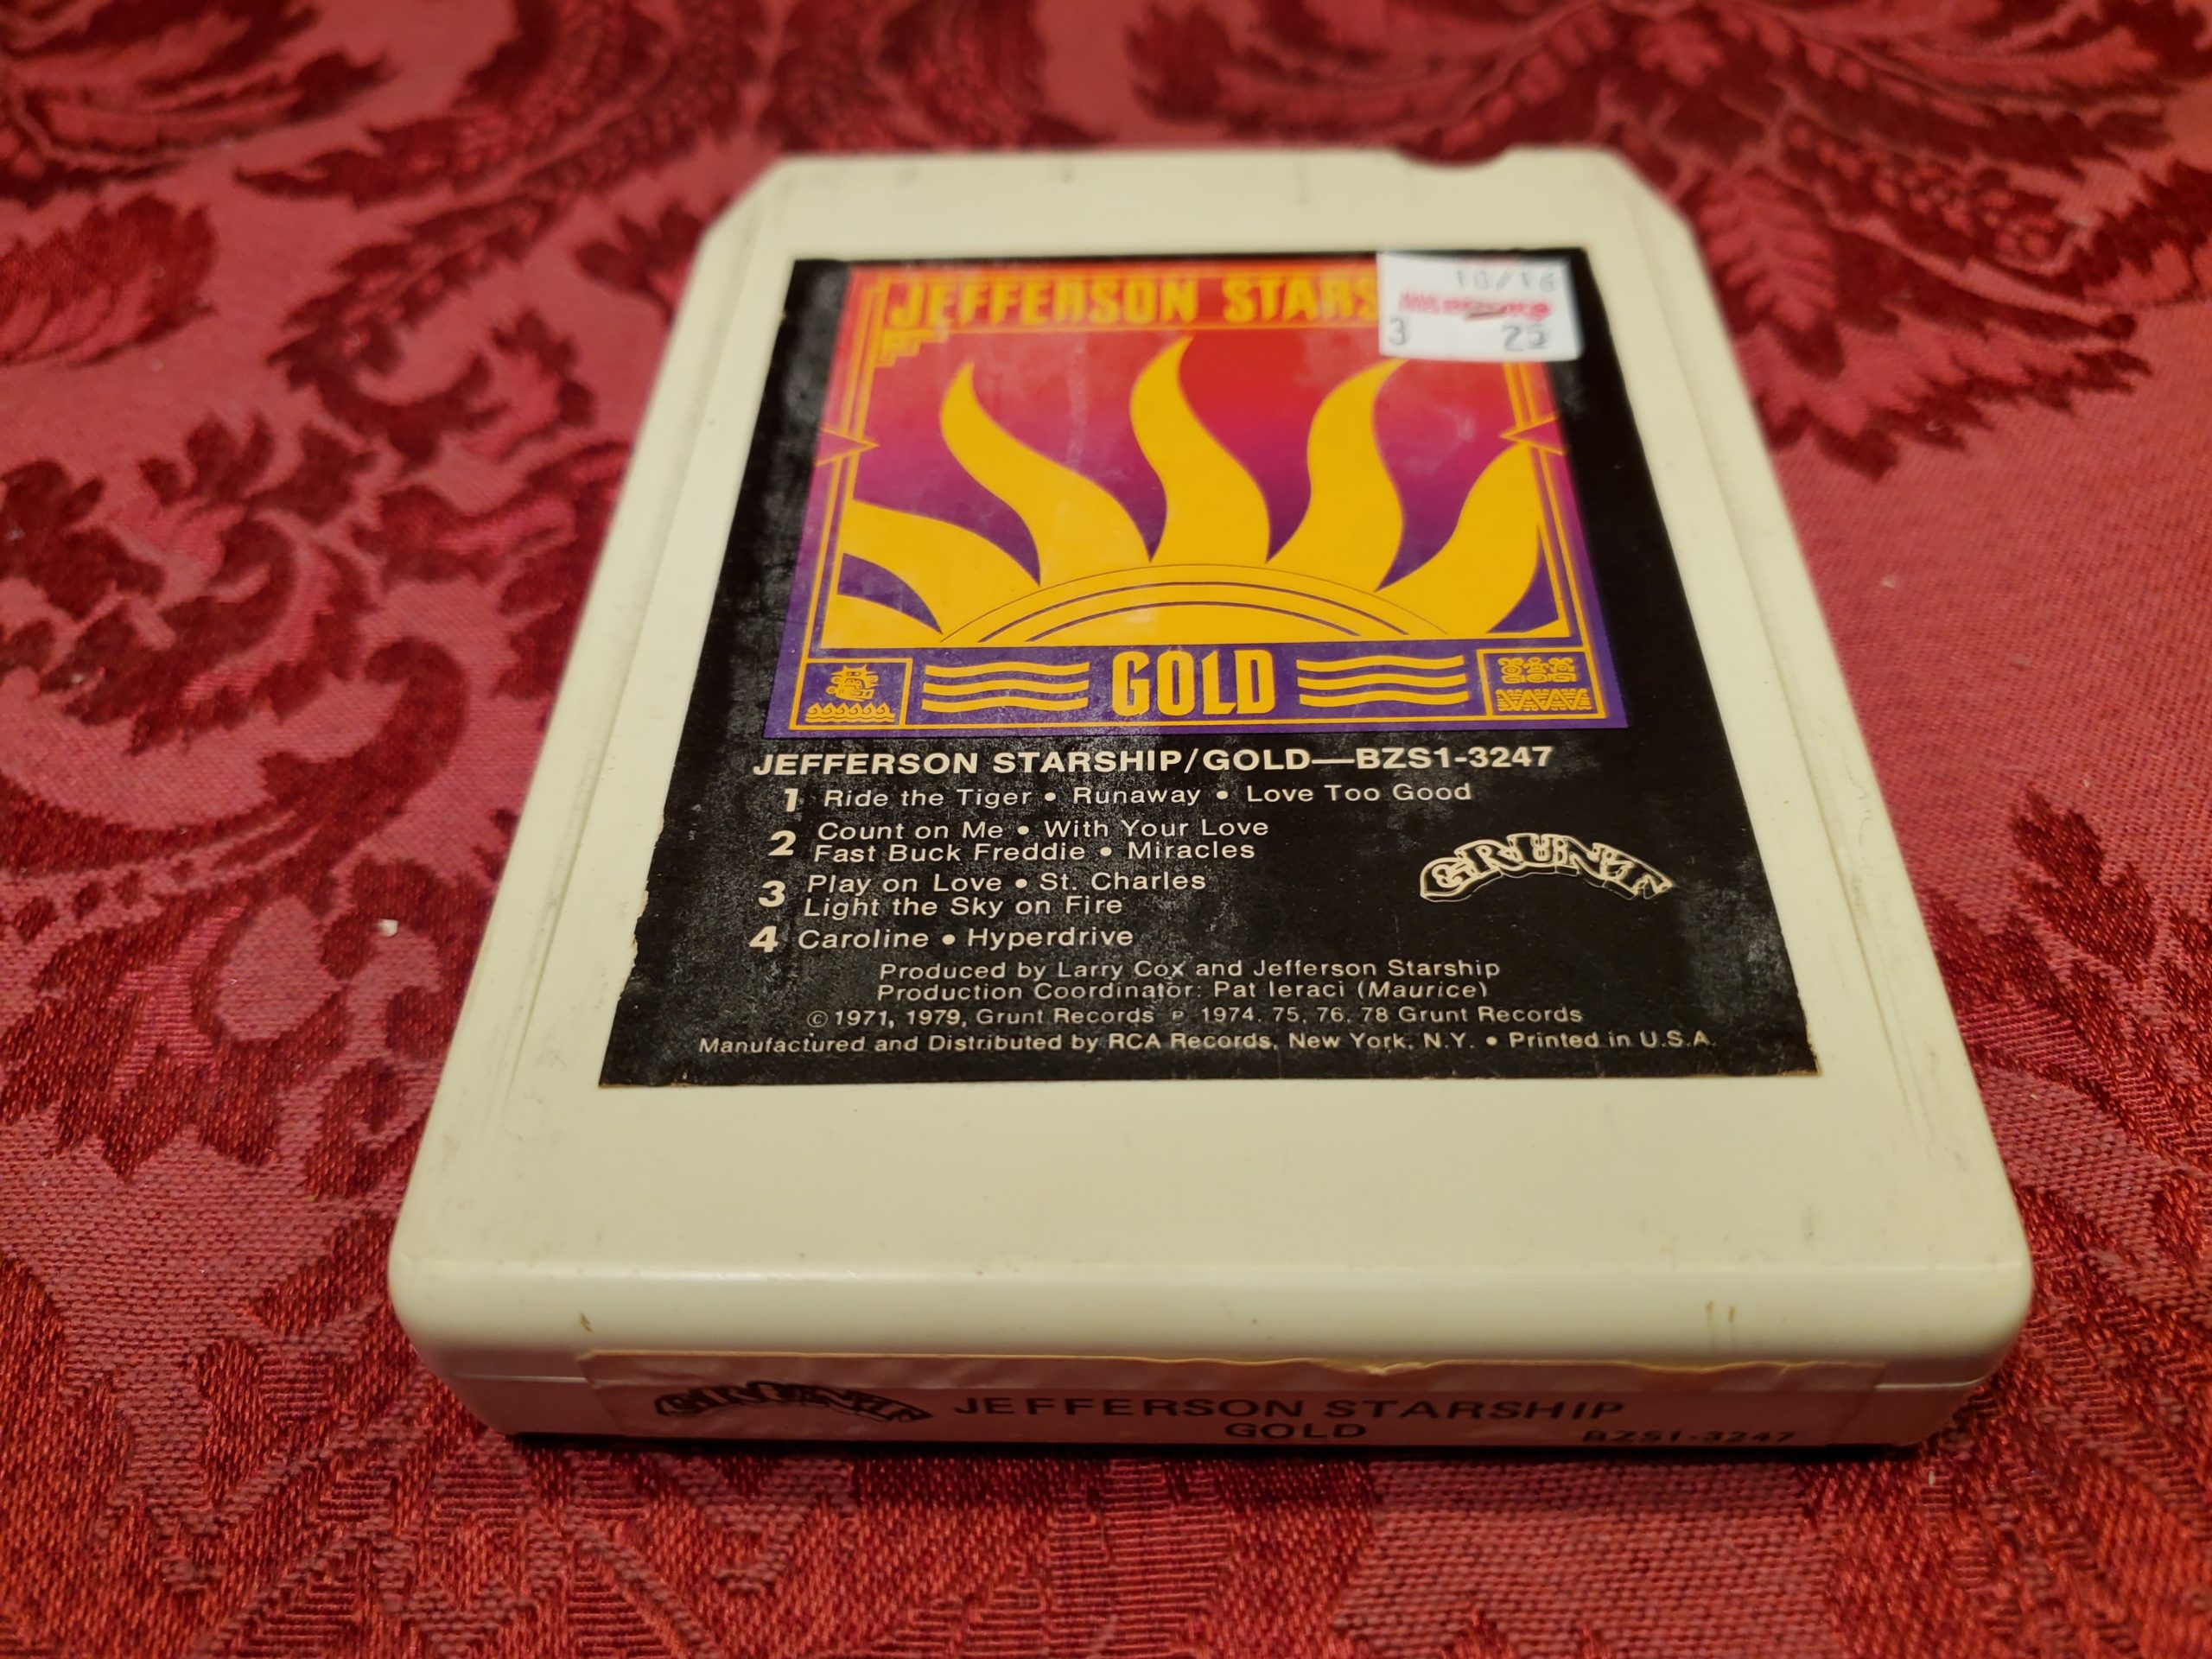 JEFFERSON STARS
10/16
3 25
GOLD
JEFFERSON STARSHIP/GOLD—BZS1-3247
1 Ride the Tiger • Runaway • Love Too Good
2 Count on Me • With Your Love
Fast Buck Freddie • Miracles
3 Play on Love • St. Charles
Light the Sky on Fire
4 Caroline • Hyperdrive
GRUNT
Produced by Larry Cox and Jefferson Starship
Production Coordinator: Pat Ieraci (Maurice)
© 1971, 1979, Grunt Records ℗ 1974, 75, 76, 78 Grunt Records
Manufactured and Distributed by RCA Records, New York, N.Y. • Printed in U.S.A.
GRUNT JEFFERSON STARSHIP
GOLD BZS1-3247